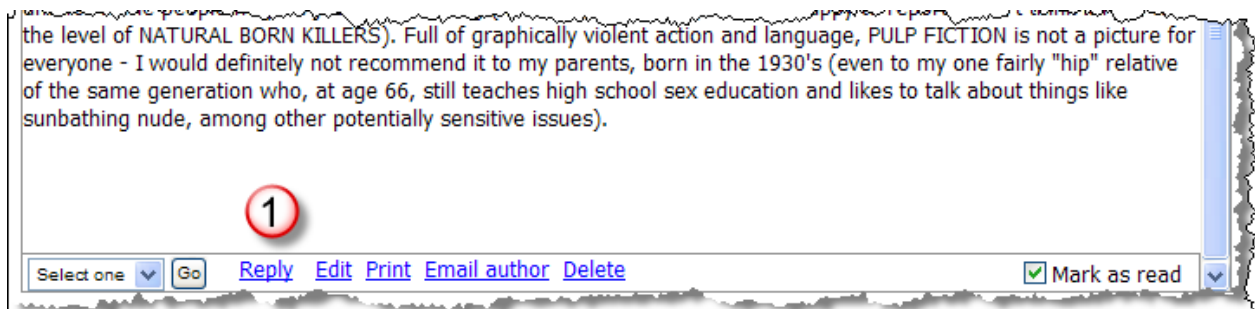 the level of NATURAL BORN KILLERS). Full of graphically violent action and language, PULP FICTION is not a picture for
everyone - I would definitely not recommend it to my parents, born in the 1930's (even to my one fairly "hip" relative
of the same generation who, at age 66, still teaches high school sex education and likes to talk about things like
sunbathing nude, among other potentially sensitive issues).
1
Select one Go Reply Edit Print Email author Delete Mark as read